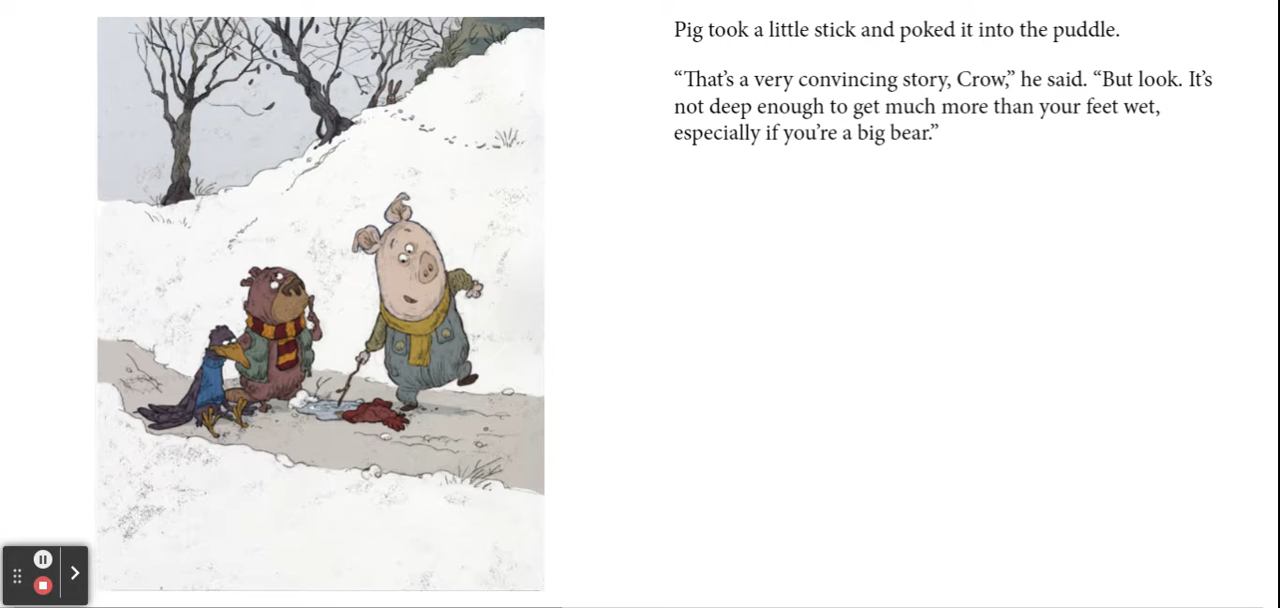 Pig took a little stick and poked it into the puddle.
“That’s a very convincing story, Crow,” he said. “But look. It’s
not deep enough to get much more than your feet wet,
especially if you’re a big bear.”